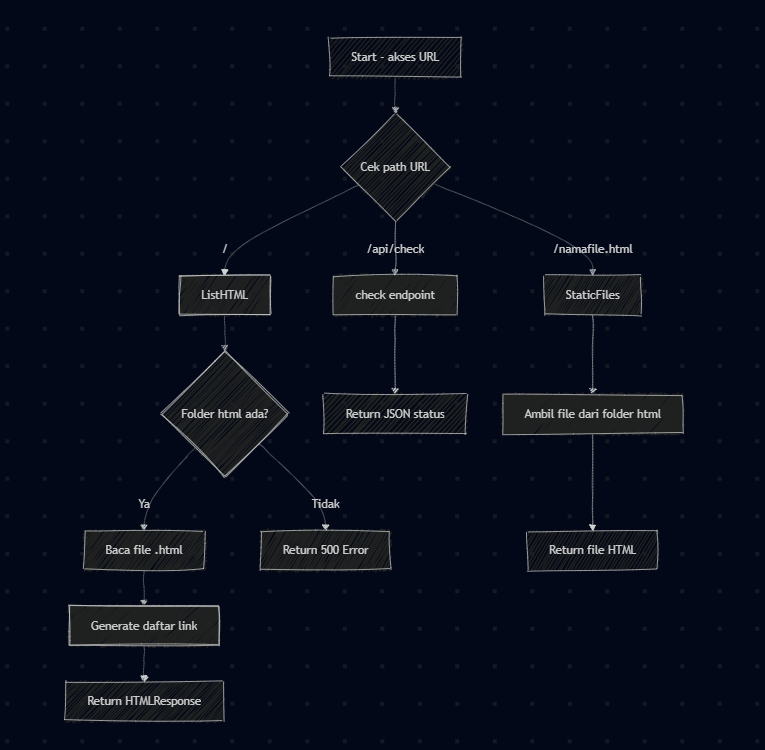 Start - akses URL
Cek path URL
/
/api/check
/namafile.html
ListHTML
check endpoint
StaticFiles
Folder html ada?
Return JSON status
Ambil file dari folder html
Ya
Tidak
Baca file .html
Return 500 Error
Return file HTML
Generate daftar link
Return HTMLResponse